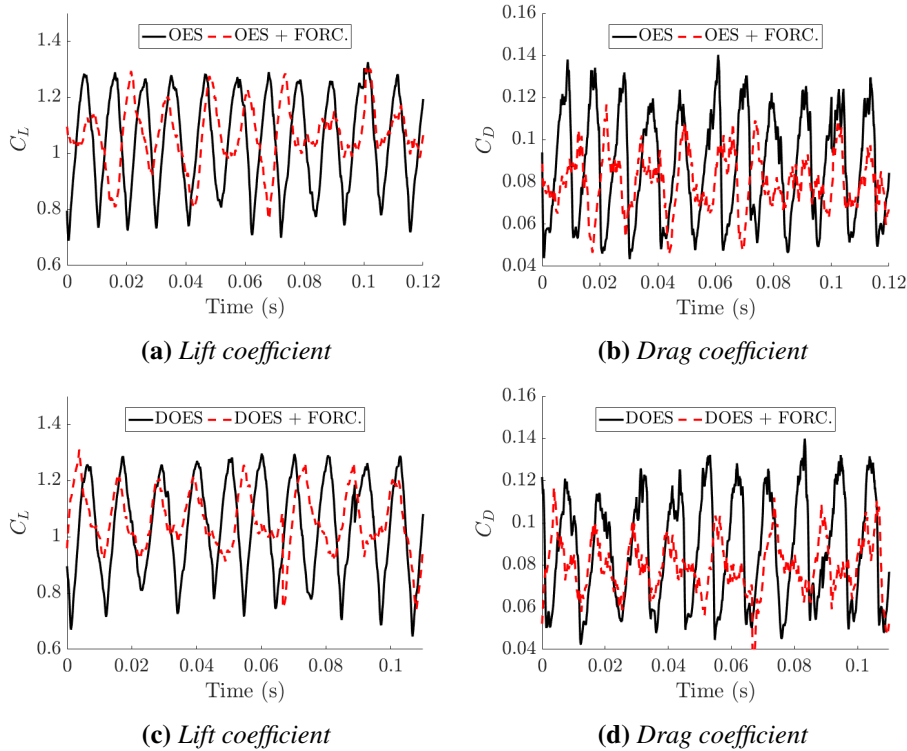 OES OES + FORC.
1.4
1.2
1
0.8
0.6
C_L
0 0.02 0.04 0.06 0.08 0.1 0.12
Time (s)
(a) Lift coefficient
OES OES + FORC.
0.16
0.14
0.12
0.1
0.08
0.06
0.04
C_D
0 0.02 0.04 0.06 0.08 0.1 0.12
Time (s)
(b) Drag coefficient
DOES DOES + FORC.
1.4
1.2
1
0.8
0.6
C_L
0 0.02 0.04 0.06 0.08 0.1
Time (s)
(c) Lift coefficient
DOES DOES + FORC.
0.16
0.14
0.12
0.1
0.08
0.06
0.04
C_D
0 0.02 0.04 0.06 0.08 0.1
Time (s)
(d) Drag coefficient